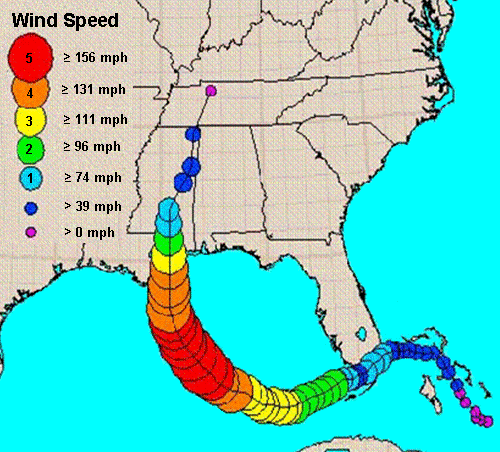 Wind Speed
5 ≥ 156 mph
4 ≥ 131 mph
3 ≥ 111 mph
2 ≥ 96 mph
1 ≥ 74 mph
> 39 mph
> 0 mph